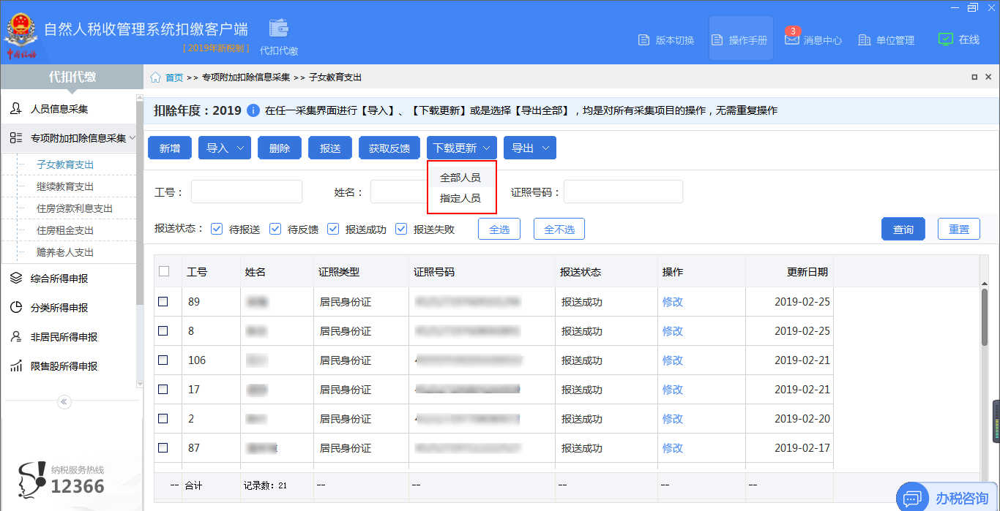 自然人税收管理系统扣缴客户端
[ 2019年新税制 ]
代扣代缴
版本切换
操作手册
3
消息中心
单位管理
在线
代扣代缴
首页 >> 专项附加扣除信息采集 >> 子女教育支出
人员信息采集
专项附加扣除信息采集
子女教育支出
继续教育支出
住房贷款利息支出
住房租金支出
赡养老人支出
综合所得申报
分类所得申报
非居民所得申报
限售股所得申报
纳税服务热线
12366
扣除年度：2019 在任一采集界面进行【导入】、【下载更新】或是选择【导出全部】，均是对所有采集项目的操作，无需重复操作
新增 导入 删除 报送 获取反馈 下载更新 导出
全部人员
指定人员
工号： 姓名： 证照号码：
报送状态： 待报送 待反馈 报送成功 报送失败 全选 全不选 查询 重置
工号 姓名 证照类型 证照号码 报送状态 操作 更新日期
89 居民身份证 报送成功 修改 2019-02-25
8 居民身份证 报送成功 修改 2019-02-25
106 居民身份证 报送成功 修改 2019-02-21
17 居民身份证 报送成功 修改 2019-02-21
2 居民身份证 报送成功 修改 2019-02-20
87 居民身份证 报送成功 修改 2019-02-17
-- 合计 记录数：21 -- -- -- -- --
办税咨询